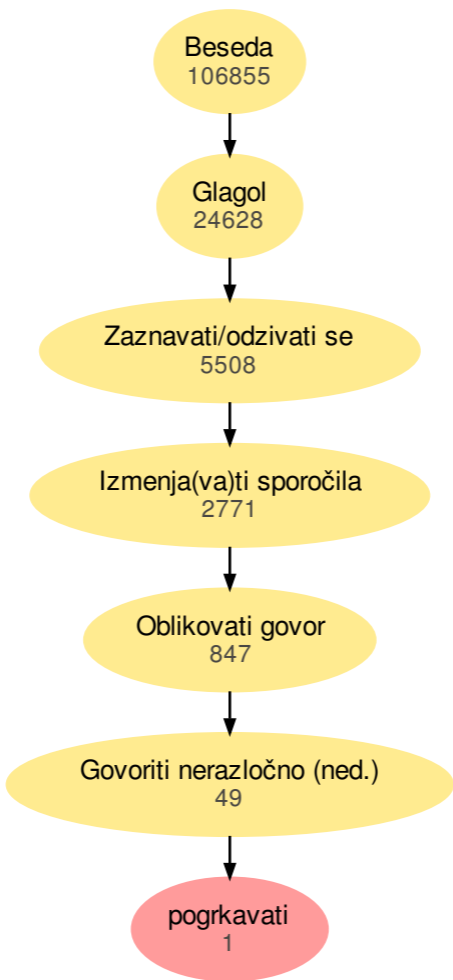 Beseda
106855
Glagol
24628
Zaznavati/odzivati se
5508
Izmenja(va)ti sporočila
2771
Oblikovati govor
847
Govoriti nerazločno (ned.)
49
pogrkavati
1